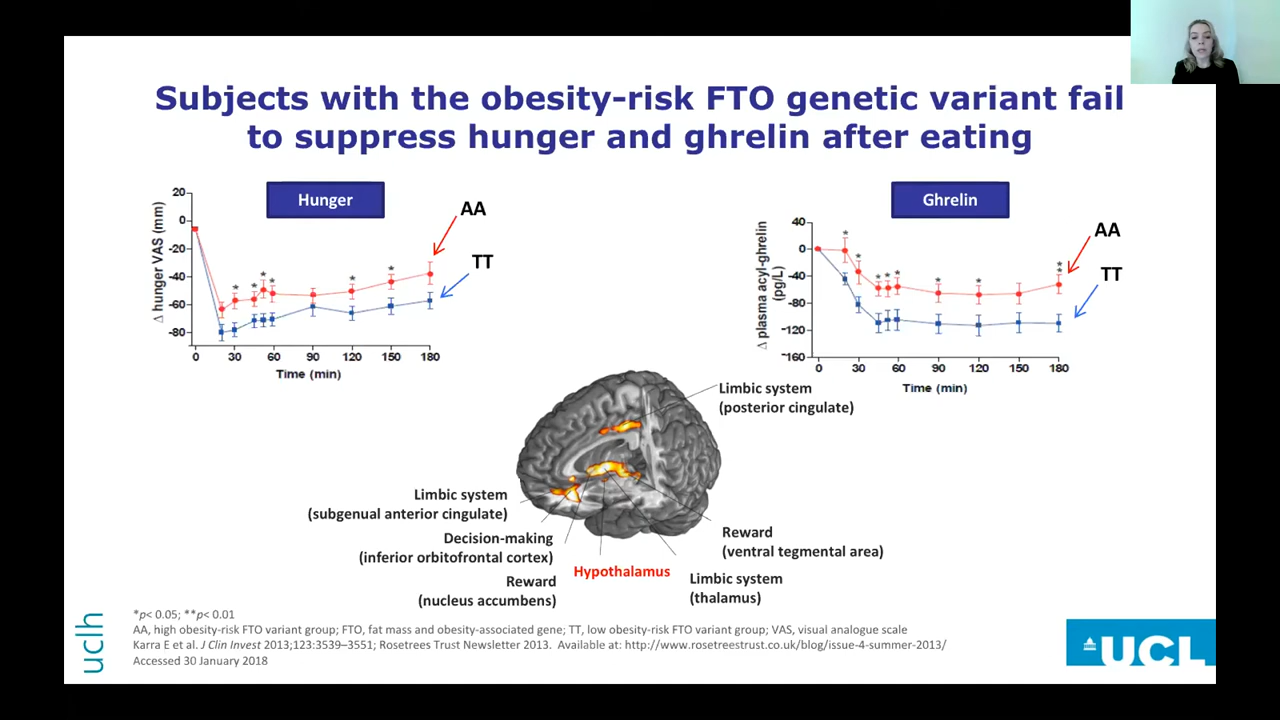 Subjects with the obesity-risk FTO genetic variant fail
to suppress hunger and ghrelin after eating
Hunger
Δ hunger VAS (mm)
20
0
-20
-40
-60
-80
* * * * * *
AA
TT
0 30 60 90 120 150 180
Time (min)
Ghrelin
Δ plasma acyl-ghrelin
(pg/L)
40
0
-40
-80
-120
-160
* * * * * * * **
AA
TT
0 30 60 90 120 150 180
Time (min)
Limbic system
(posterior cingulate)
Limbic system
(subgenual anterior cingulate)
Decision-making
(inferior orbitofrontal cortex)
Reward
(nucleus accumbens)
Hypothalamus
Reward
(ventral tegmental area)
Limbic system
(thalamus)
*p< 0.05; **p< 0.01
AA, high obesity-risk FTO variant group; FTO, fat mass and obesity-associated gene; TT, low obesity-risk FTO variant group; VAS, visual analogue scale
Karra E et al. J Clin Invest 2013;123:3539–3551; Rosetrees Trust Newsletter 2013. Available at: http://www.rosetreestrust.co.uk/blog/issue-4-summer-2013/
Accessed 30 January 2018
uclh
UCL